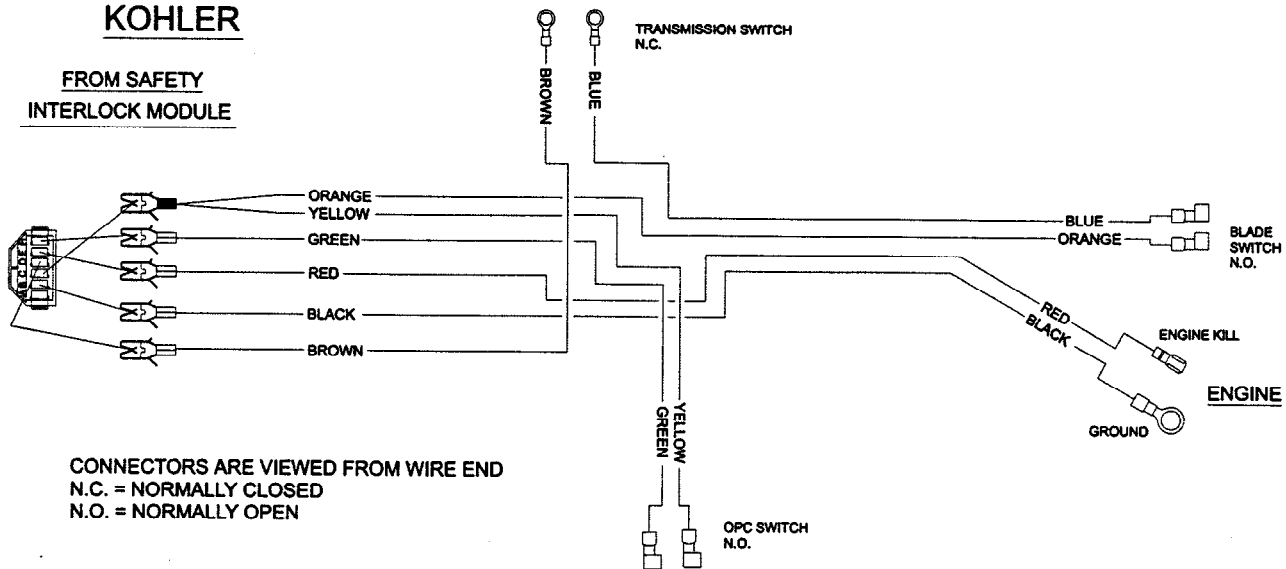 KOHLER
FROM SAFETY
INTERLOCK MODULE
TRANSMISSION SWITCH
N.C.
BROWN
BLUE
ORANGE
YELLOW
GREEN
RED
BLACK
BROWN
BLUE
ORANGE
BLADE
SWITCH
N.O.
RED
BLACK
ENGINE KILL
ENGINE
GROUND
GREEN
YELLOW
CONNECTORS ARE VIEWED FROM WIRE END
N.C. = NORMALLY CLOSED
N.O. = NORMALLY OPEN
OPC SWITCH
N.O.